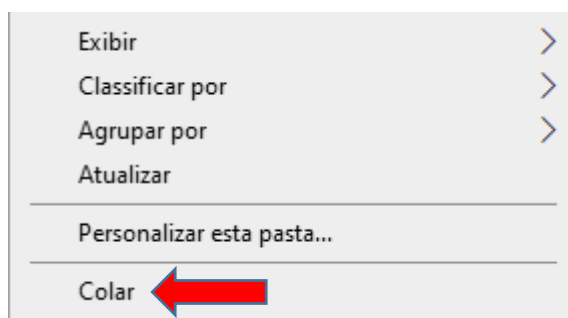 Exibir
Classificar por
Agrupar por
Atualizar
Personalizar esta pasta...
Colar